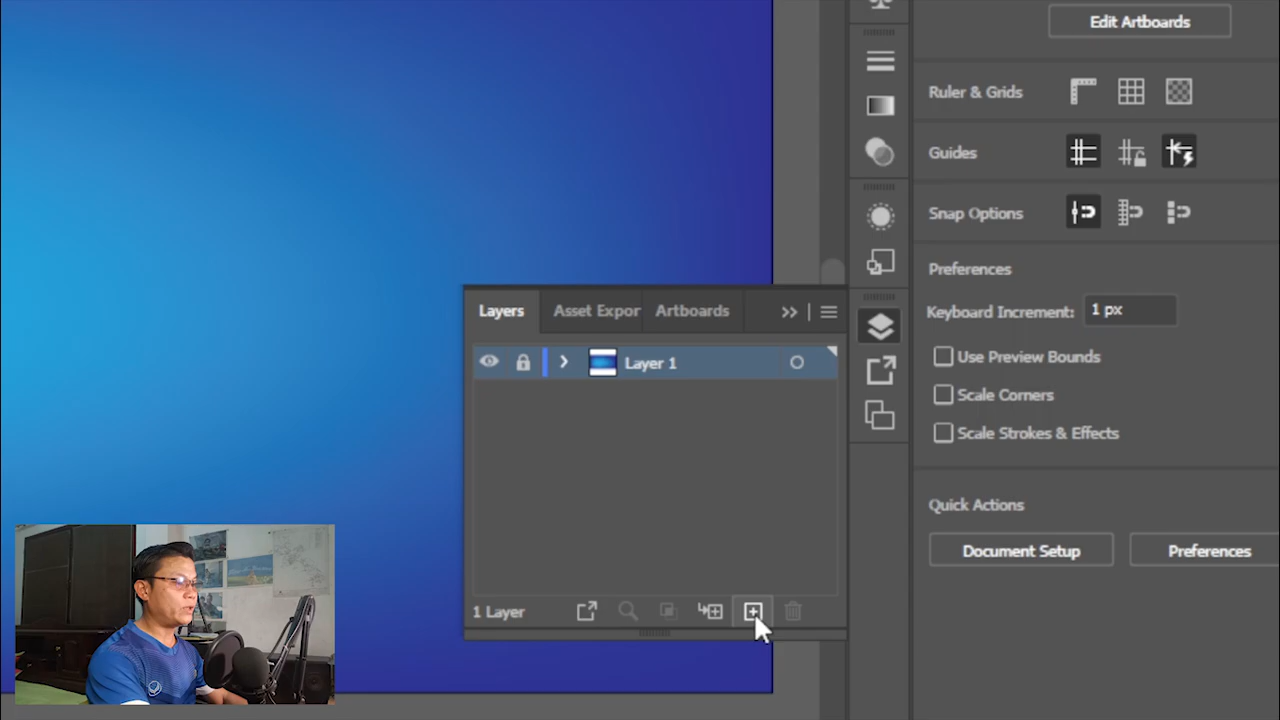 Edit Artboards
Ruler & Grids
Guides
Snap Options
Preferences
Keyboard Increment: 1 px
Use Preview Bounds
Scale Corners
Scale Strokes & Effects
Quick Actions
Document Setup Preferences
Layers Asset Expor Artboards
Layer 1
1 Layer